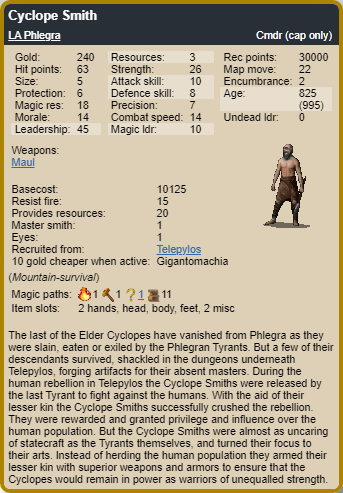 Cyclope Smith
LA Phlegra Cmdr (cap only)
Gold: 240 Resources: 3 Rec points: 30000
Hit points: 63 Strength: 26 Map move: 22
Size: 5 Attack skill: 10 Encumbrance: 2
Protection: 6 Defence skill: 8 Age: 825
Magic res: 18 Precision: 7 (995)
Morale: 14 Combat speed: 14 Undead ldr: 0
Leadership: 45 Magic ldr: 10
Weapons:
Maul
Basecost: 10125
Resist fire: 15
Provides resources: 20
Master smith: 1
Eyes: 1
Recruited from: Telepylos
10 gold cheaper when active: Gigantomachia
(Mountain-survival)
Magic paths: 1 1 ?1 11
Item slots: 2 hands, head, body, feet, 2 misc
The last of the Elder Cyclopes have vanished from Phlegra as they
were slain, eaten or exiled by the Phlegran Tyrants. But a few of their
descendants survived, shackled in the dungeons underneath
Telepylos, forging artifacts for their absent masters. During the
human rebellion in Telepylos the Cyclope Smiths were released by
the last Tyrant to fight against the humans. With the aid of their
lesser kin the Cyclope Smiths successfully crushed the rebellion.
They were rewarded and granted privilege and influence over the
human population. But the Cyclope Smiths were almost as uncaring
of statecraft as the Tyrants themselves, and turned their focus to
their arts. Instead of herding the human population they armed their
lesser kin with superior weapons and armors to ensure that the
Cyclopes would remain in power as warriors of unequalled strength.